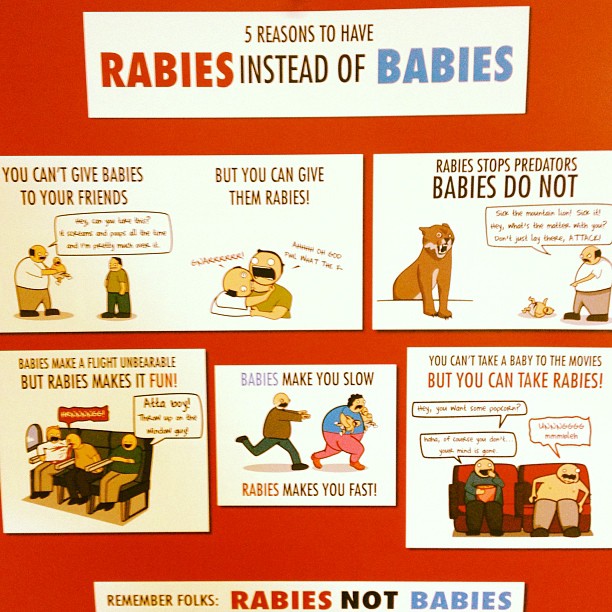 5 REASONS TO HAVE
RABIES INSTEAD OF BABIES
YOU CAN'T GIVE BABIES
TO YOUR FRIENDS
Hey, can you take this?
It screams and poops all the time
and I'm pretty much over it.
BUT YOU CAN GIVE
THEM RABIES!
GNARRRRRR!
AHHHH OH GOD
WHAT THE F.
RABIES STOPS PREDATORS
BABIES DO NOT
Sick the mountain lion! Sick it!
Hey, what's the matter with you?
Don't just lay there, ATTACK!
BABIES MAKE A FLIGHT UNBEARABLE
BUT RABIES MAKES IT FUN!
Atta boy!
Throw up on the
window guy!
BABIES MAKE YOU SLOW
RABIES MAKES YOU FAST!
YOU CAN'T TAKE A BABY TO THE MOVIES
BUT YOU CAN TAKE RABIES!
Hey, you want some popcorn?
haha, of course you don't...
your mind is gone.
REMEMBER FOLKS: RABIES NOT BABIES